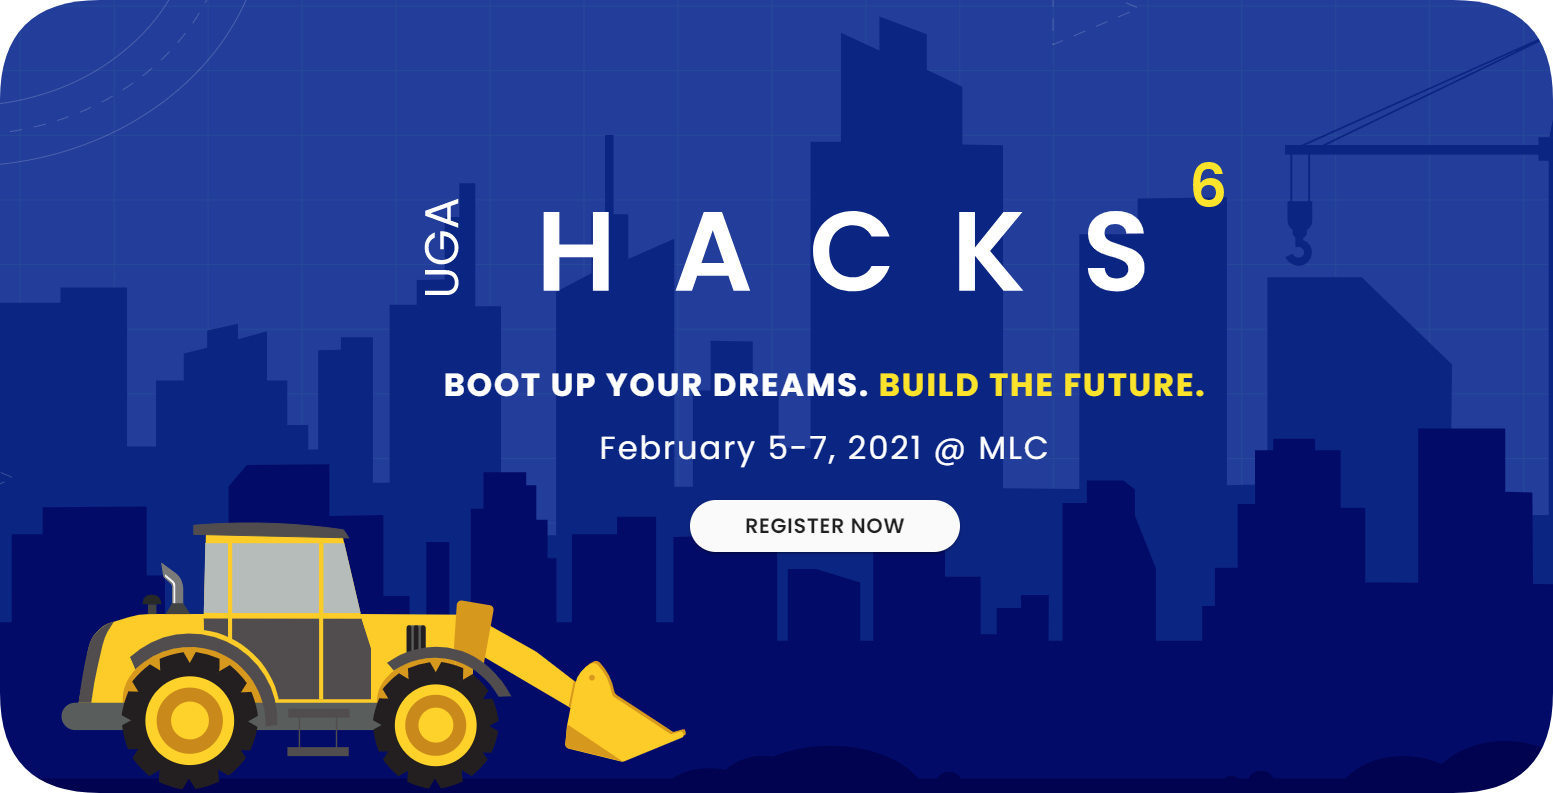 UGA HACKS 6
BOOT UP YOUR DREAMS. BUILD THE FUTURE.
February 5-7, 2021 @ MLC
REGISTER NOW